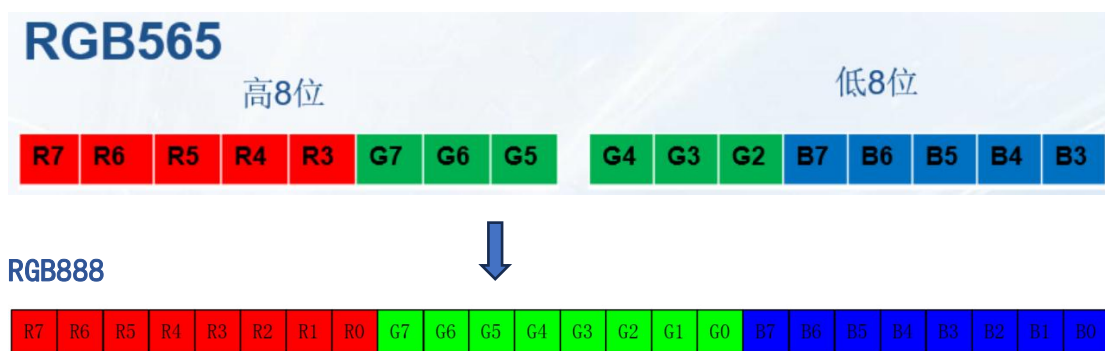 RGB565
高8位 低8位
R7 R6 R5 R4 R3 G7 G6 G5 G4 G3 G2 B7 B6 B5 B4 B3
RGB888
R7 R6 R5 R4 R3 R2 R1 R0 G7 G6 G5 G4 G3 G2 G1 G0 B7 B6 B5 B4 B3 B2 B1 B0